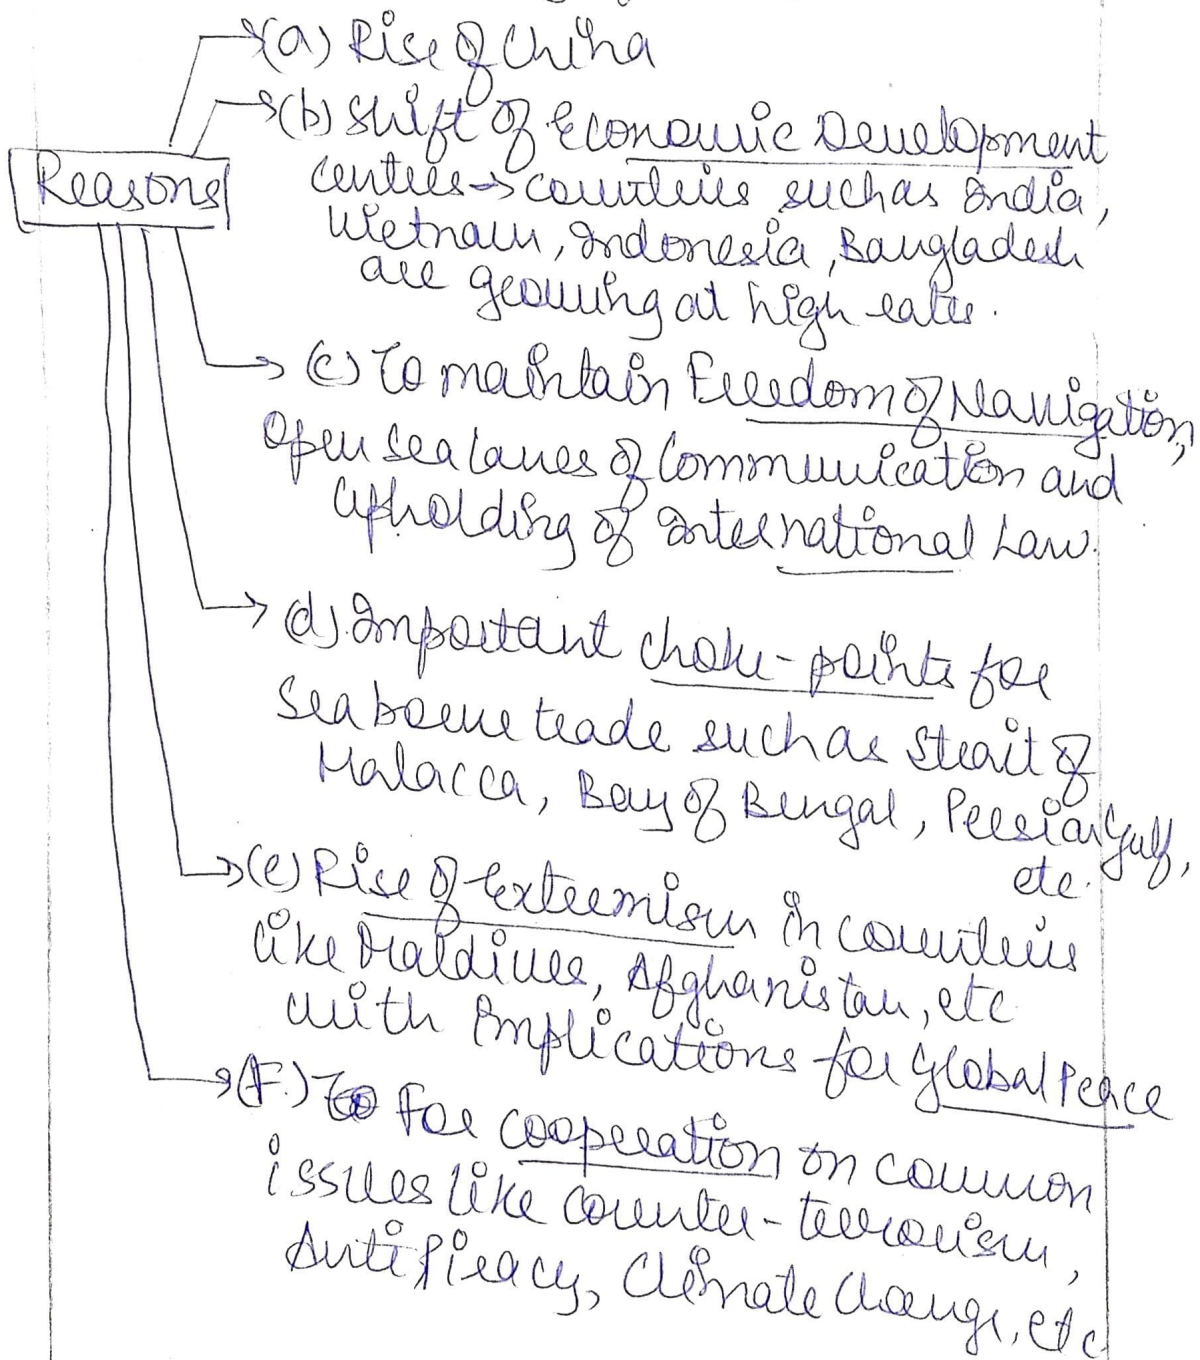 (a) Rise of China
(b) Shift of Economic Development
Reasons
centres → countries such as India,
Vietnam, Indonesia, Bangladesh
are growing at high rates.
(c) To maintain Freedom of Navigation,
Open sea lanes of Communication and
upholding of International Law.
(d) Important choke-points for
Seaborne trade such as Strait of
Malacca, Bay of Bengal, Persian Gulf,
etc.
(e) Rise of Extremism in countries
like Maldives, Afghanistan, etc
with implications for Global Peace
(F.) For cooperation on common
issues like counter-terrorism,
Anti piracy, Climate Change, etc